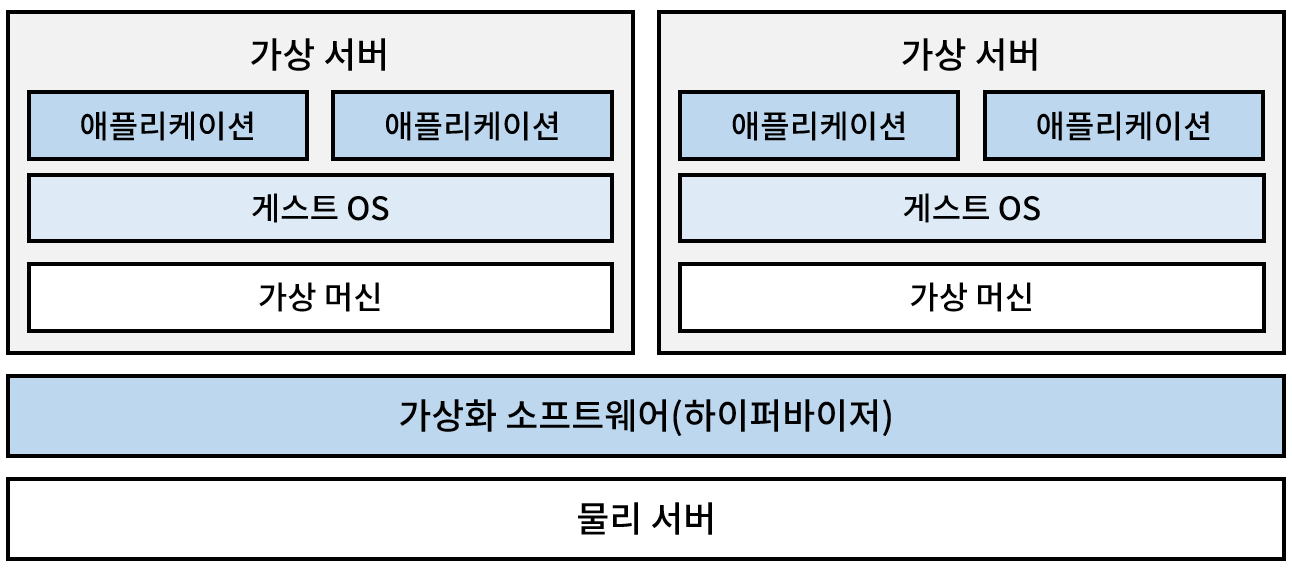 가상 서버
애플리케이션
애플리케이션
게스트 OS
가상 머신
가상 서버
애플리케이션
애플리케이션
게스트 OS
가상 머신
가상화 소프트웨어(하이퍼바이저)
물리 서버